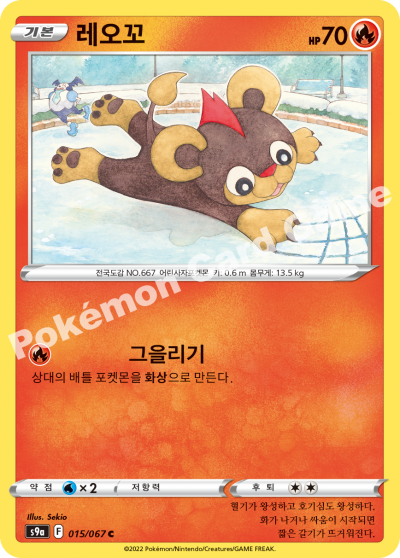 기본 레오꼬 HP 70
전국도감 NO.667 어린사자포켓몬 키: 0.6 m 몸무게: 13.5 kg
Pokémon Card Online
그을리기
상대의 배틀 포켓몬을 화상으로 만든다.
약점 ×2 저항력 후퇴
혈기가 왕성하고 호기심도 왕성하다.
화가 나거나 싸움이 시작되면
짧은 갈기가 뜨거워진다.
Illus. Sekio
s9a F 015/067 C
©2022 Pokémon/Nintendo/Creatures/GAME FREAK.